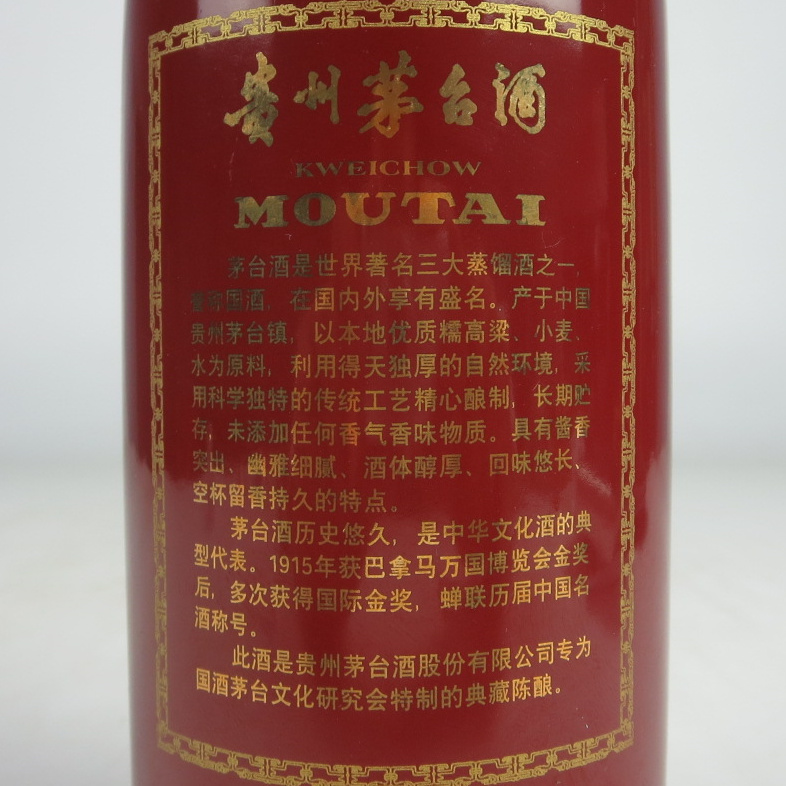 贵州茅台酒
KWEICHOW
MOUTAI
茅台酒是世界著名三大蒸馏酒之一,
誉称国酒,在国内外享有盛名。产于中国
贵州茅台镇,以本地优质糯高粱、小麦、
水为原料,利用得天独厚的自然环境,采
用科学独特的传统工艺精心酿制,长期贮
存,未添加任何香气香味物质。具有酱香
突出、幽雅细腻、酒体醇厚、回味悠长、
空杯留香持久的特点。
茅台酒历史悠久,是中华文化酒的典
型代表。1915年获巴拿马万国博览会金奖
后,多次获得国际金奖,蝉联历届中国名
酒称号。
此酒是贵州茅台酒股份有限公司专为
国酒茅台文化研究会特制的典藏陈酿。